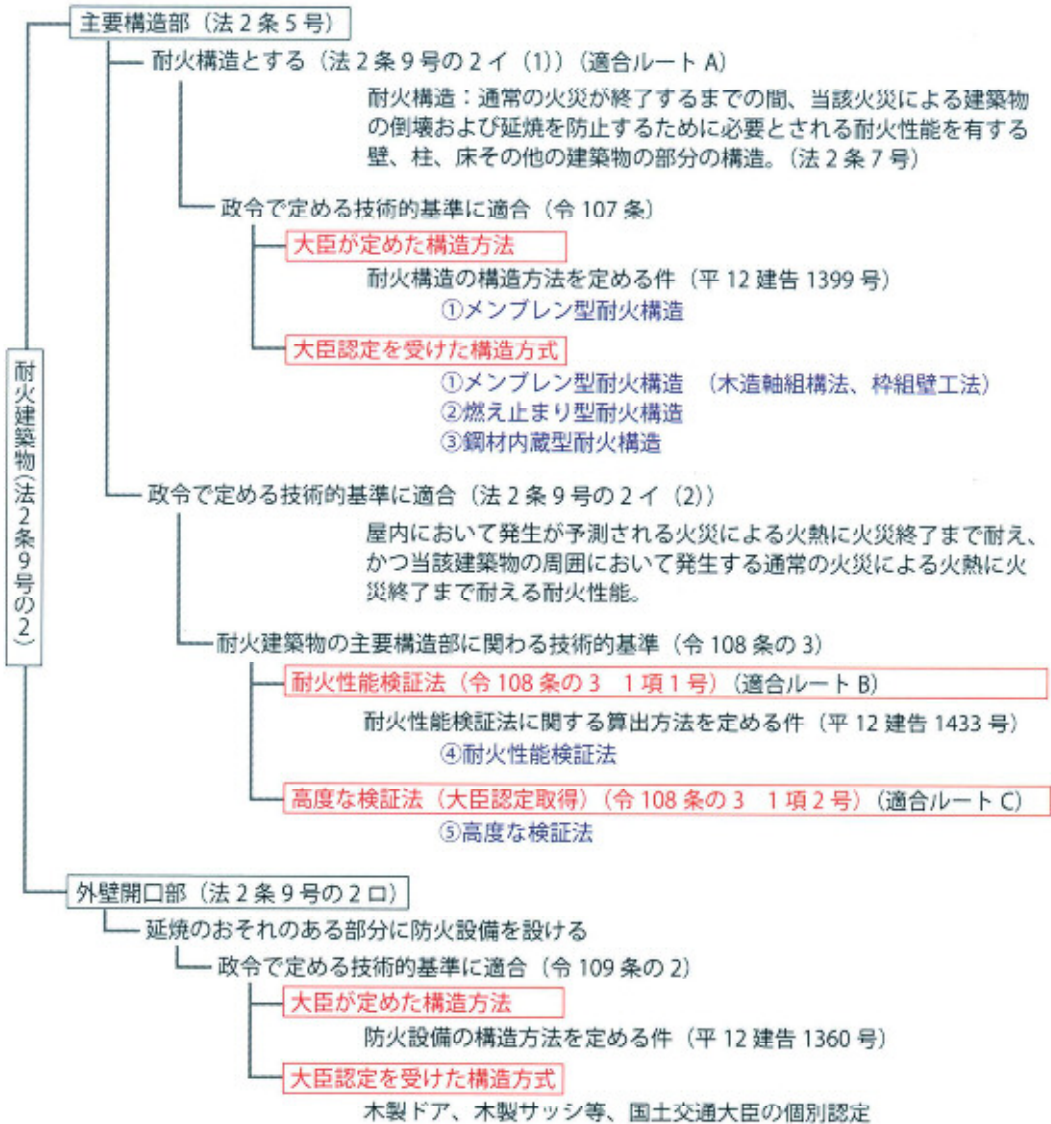 主要構造部（法2条5号）
耐火構造とする（法2条9号の2イ（1））（適合ルートA）
耐火構造：通常の火災が終了するまでの間、当該火災による建築物
の倒壊および延焼を防止するために必要とされる耐火性能を有する
壁、柱、床その他の建築物の部分の構造。（法2条7号）
政令で定める技術的基準に適合（令107条）
大臣が定めた構造方法
耐火構造の構造方法を定める件（平12建告1399号）
①メンブレン型耐火構造
大臣認定を受けた構造方式
①メンブレン型耐火構造　（木造軸組構法、枠組壁工法）
②燃え止まり型耐火構造
③鋼材内蔵型耐火構造
耐火建築物（法2条9号の2）
政令で定める技術的基準に適合（法2条9号の2イ（2））
屋内において発生が予測される火災による火熱に火災終了まで耐え、
かつ当該建築物の周囲において発生する通常の火災による火熱に火
災終了まで耐える耐火性能。
耐火建築物の主要構造部に関わる技術的基準（令108条の3）
耐火性能検証法（令108条の3　1項1号）（適合ルートB）
耐火性能検証法に関する算出方法を定める件（平12建告1433号）
④耐火性能検証法
高度な検証法（大臣認定取得）（令108条の3　1項2号）（適合ルートC）
⑤高度な検証法
外壁開口部（法2条9号の2ロ）
延焼のおそれのある部分に防火設備を設ける
政令で定める技術的基準に適合（令109条の2）
大臣が定めた構造方法
防火設備の構造方法を定める件（平12建告1360号）
大臣認定を受けた構造方式
木製ドア、木製サッシ等、国土交通大臣の個別認定